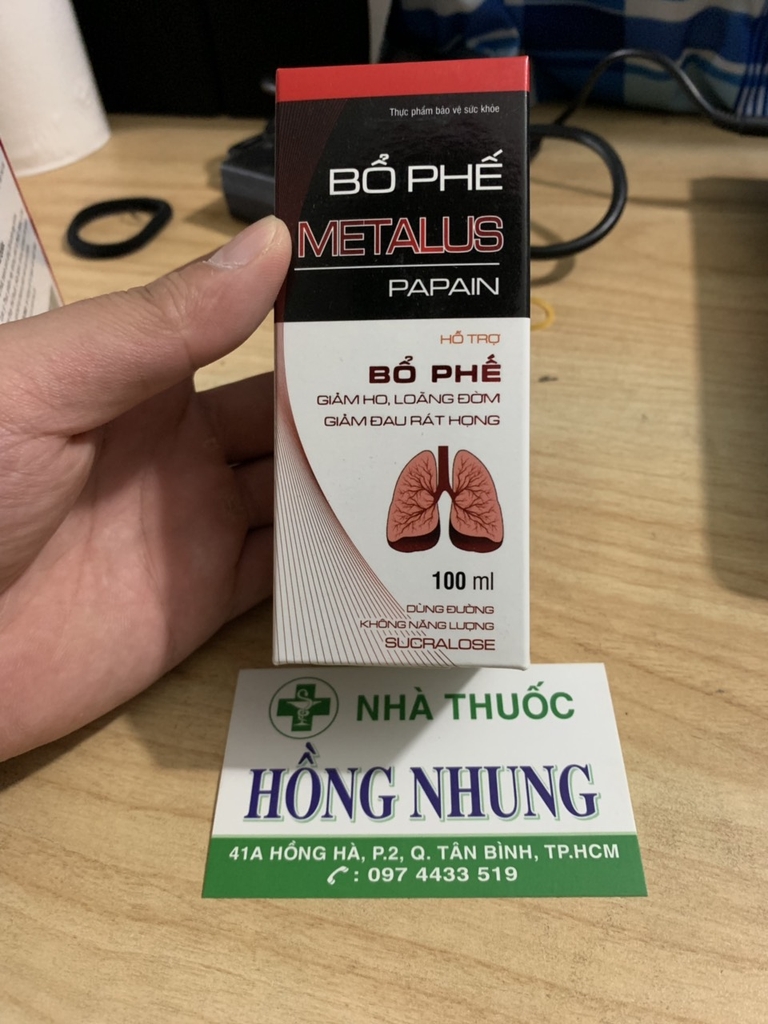 Thực phẩm bảo vệ sức khỏe
BỔ PHẾ
METALUS
PAPAIN
HỖ TRỢ
BỔ PHẾ
GIẢM HO, LOÃNG ĐỜM
GIẢM ĐAU RÁT HỌNG
100 ml
DÙNG ĐƯỜNG
KHÔNG NĂNG LƯỢNG
SUCRALOSE
NHÀ THUỐC
HỒNG NHUNG
41A HỒNG HÀ, P.2, Q. TÂN BÌNH, TP.HCM
: 097 4433 519